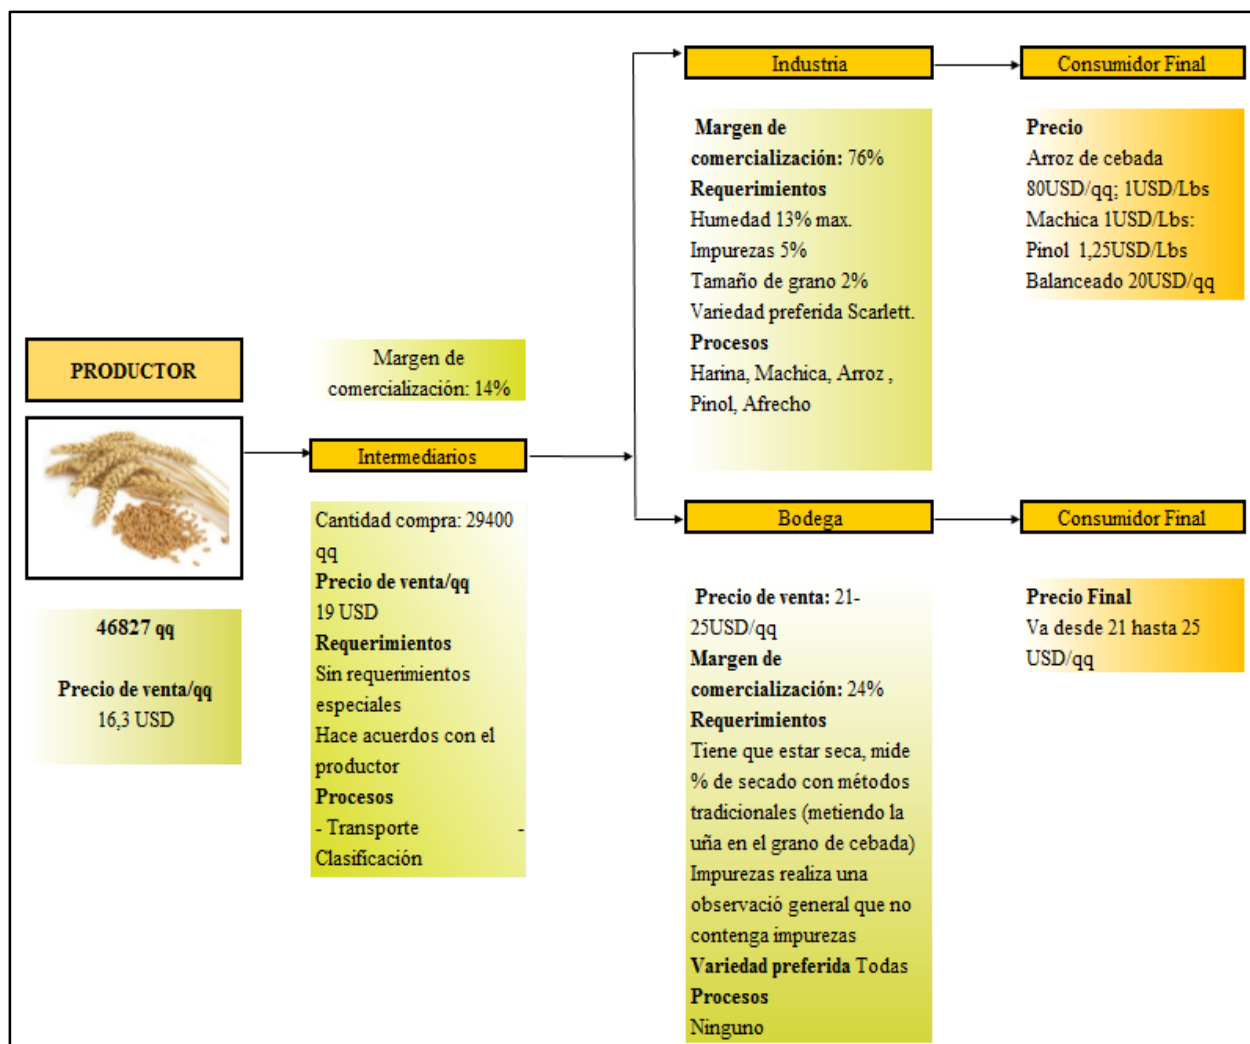 PRODUCTOR
46827 qq
Precio de venta/qq
16,3 USD
Margen de
comercialización: 14%
Intermediarios
Cantidad compra: 29400
qq
Precio de venta/qq
19 USD
Requerimientos
Sin requerimientos
especiales
Hace acuerdos con el
productor
Procesos
- Transporte -
Clasificación
Industria
Margen de
comercialización: 76%
Requerimientos
Humedad 13% max.
Impurezas 5%
Tamaño de grano 2%
Variedad preferida Scarlett.
Procesos
Harina, Machica, Arroz ,
Pinol, Afrecho
Consumidor Final
Precio
Arroz de cebada
80USD/qq; 1USD/Lbs
Machica 1USD/Lbs:
Pinol 1,25USD/Lbs
Balanceado 20USD/qq
Bodega
Precio de venta: 21-
25USD/qq
Margen de
comercialización: 24%
Requerimientos
Tiene que estar seca, mide
% de secado con métodos
tradicionales (metiendo la
uña en el grano de cebada)
Impurezas realiza una
observació general que no
contenga impurezas
Variedad preferida Todas
Procesos
Ninguno
Consumidor Final
Precio Final
Va desde 21 hasta 25
USD/qq